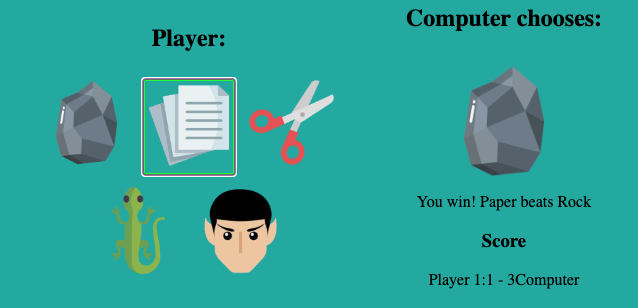 Player:
Computer chooses:
You win! Paper beats Rock
Score
Player 1:1 - 3Computer